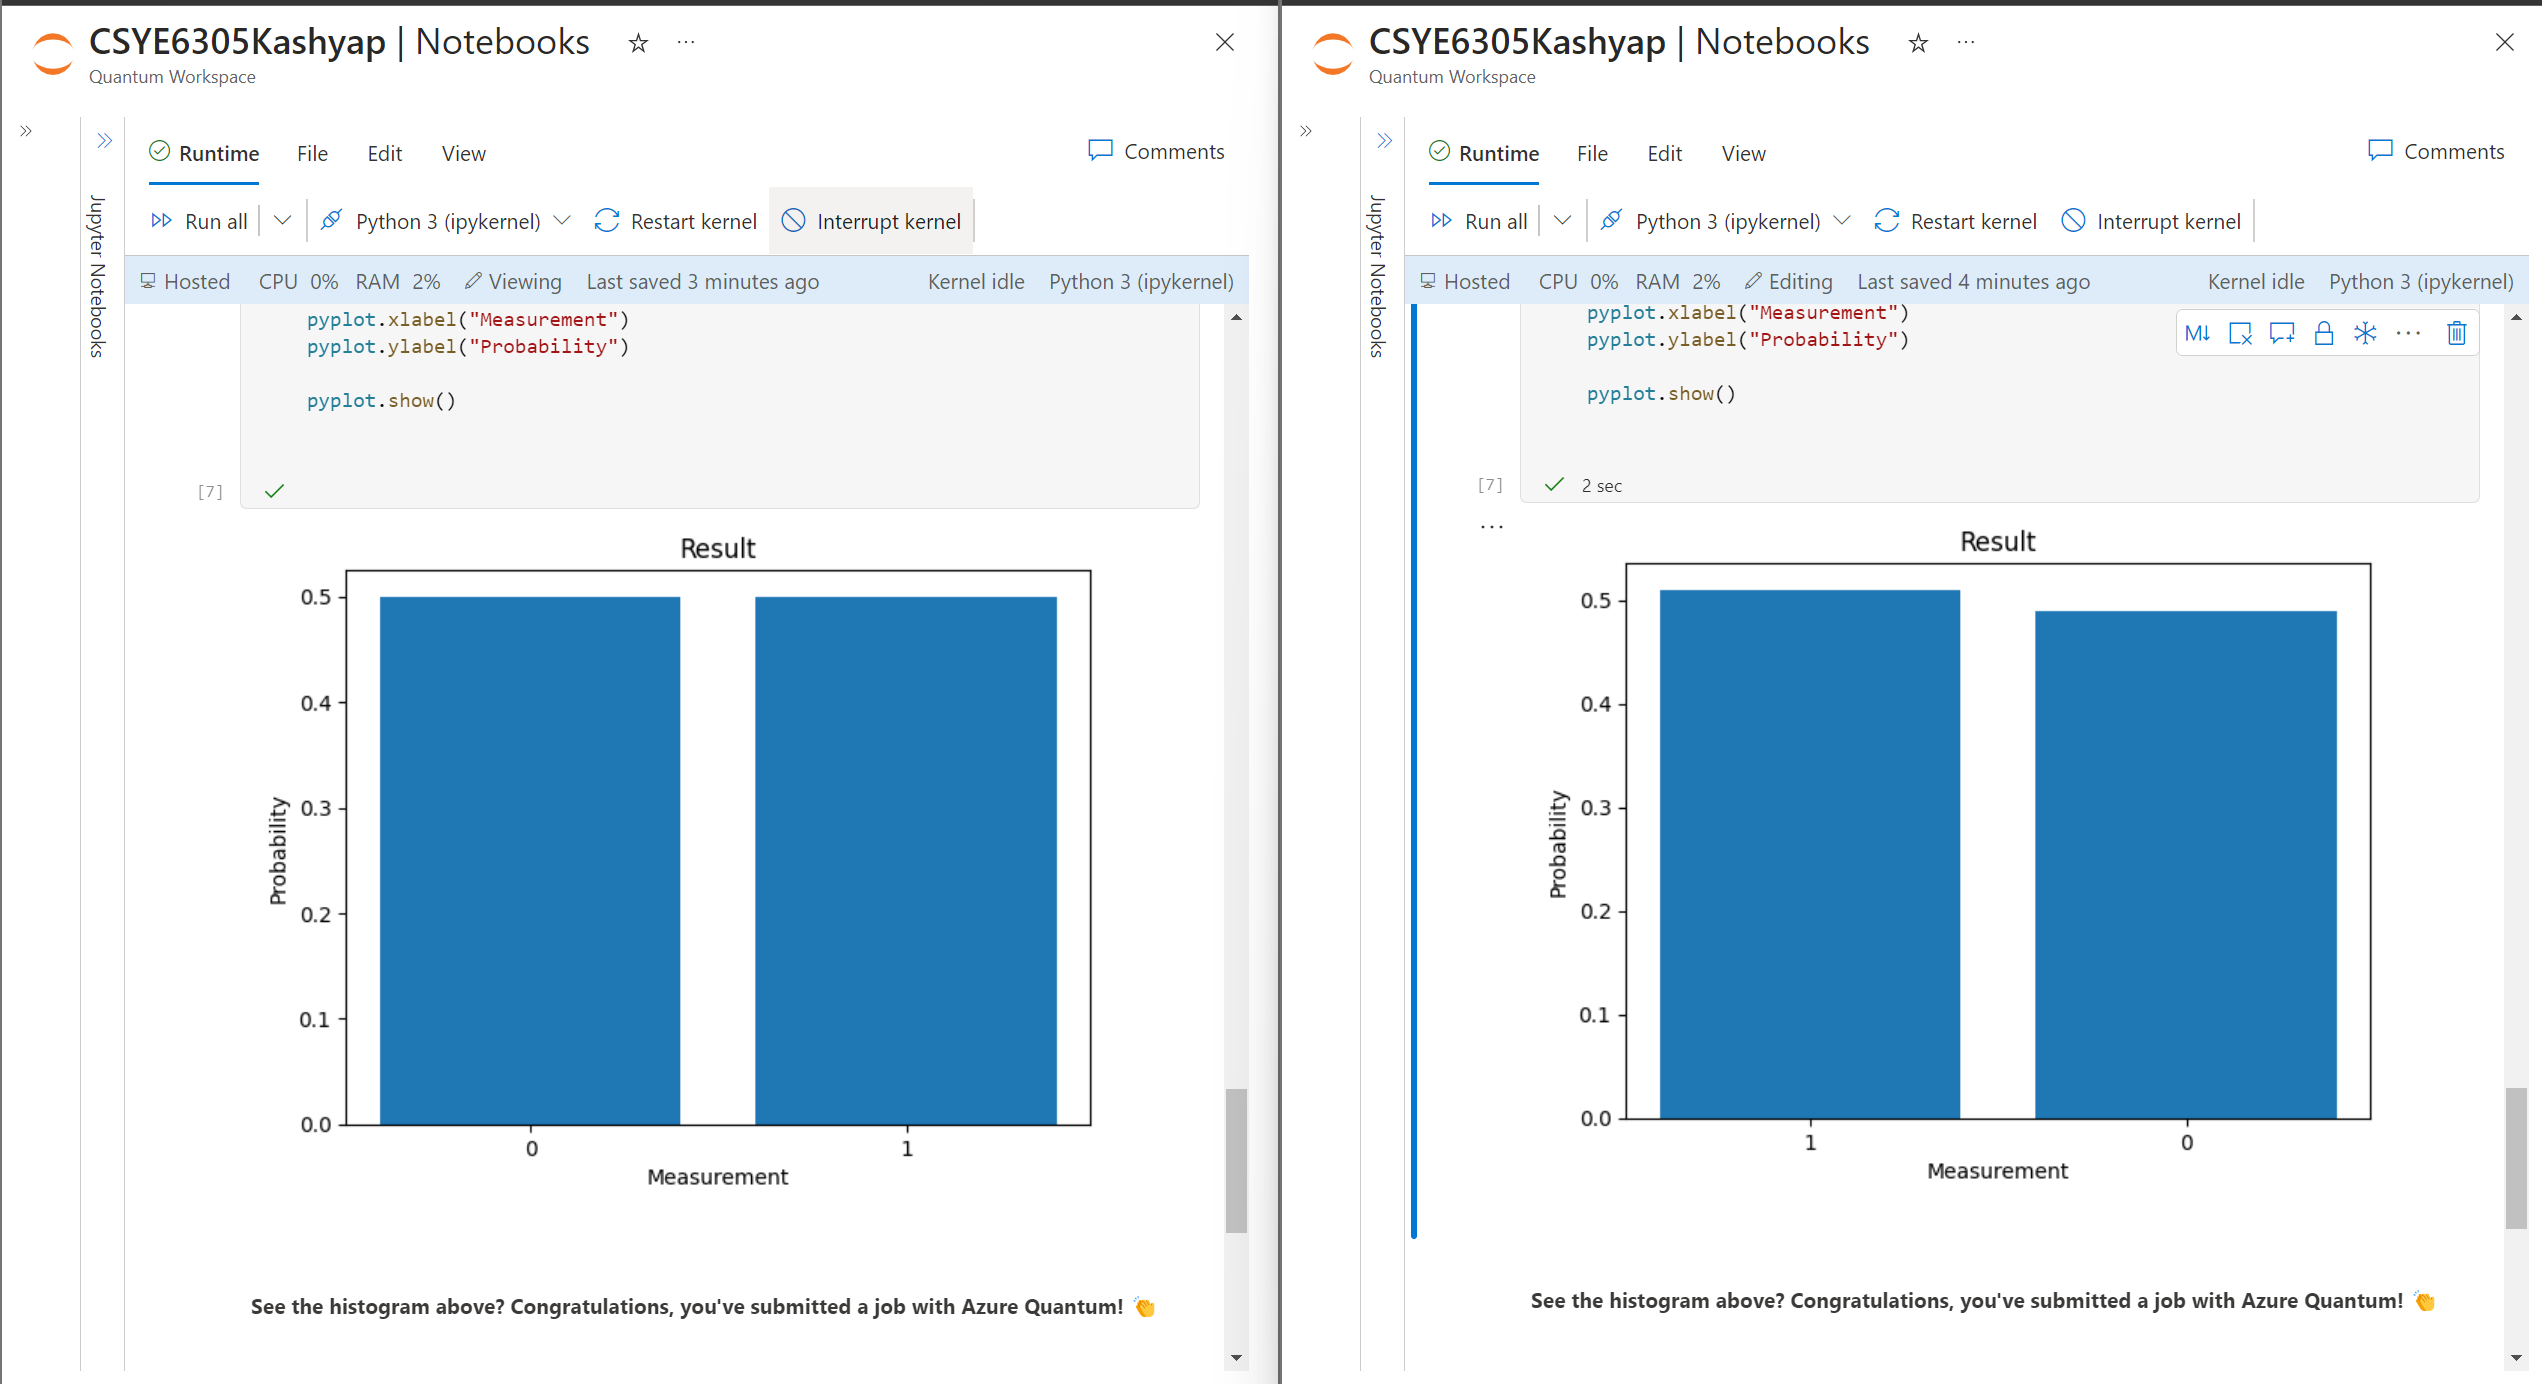 CSYE6305Kashyap | Notebooks
Quantum Workspace
Jupyter Notebooks
Runtime File Edit View Comments
Run all Python 3 (ipykernel) Restart kernel Interrupt kernel
Hosted CPU 0% RAM 2% Viewing Last saved 3 minutes ago Kernel idle Python 3 (ipykernel)
pyplot.xlabel("Measurement")
pyplot.ylabel("Probability")
pyplot.show()
[7]
Result
0.5
0.4
0.3
0.2
0.1
0.0
Probability
0 1
Measurement
See the histogram above? Congratulations, you've submitted a job with Azure Quantum! 👏
CSYE6305Kashyap | Notebooks
Quantum Workspace
Jupyter Notebooks
Runtime File Edit View Comments
Run all Python 3 (ipykernel) Restart kernel Interrupt kernel
Hosted CPU 0% RAM 2% Editing Last saved 4 minutes ago Kernel idle Python 3 (ipykernel)
pyplot.xlabel("Measurement")
pyplot.ylabel("Probability")
M↓
pyplot.show()
[7] 2 sec
Result
0.5
0.4
0.3
0.2
0.1
0.0
Probability
1 0
Measurement
See the histogram above? Congratulations, you've submitted a job with Azure Quantum! 👏